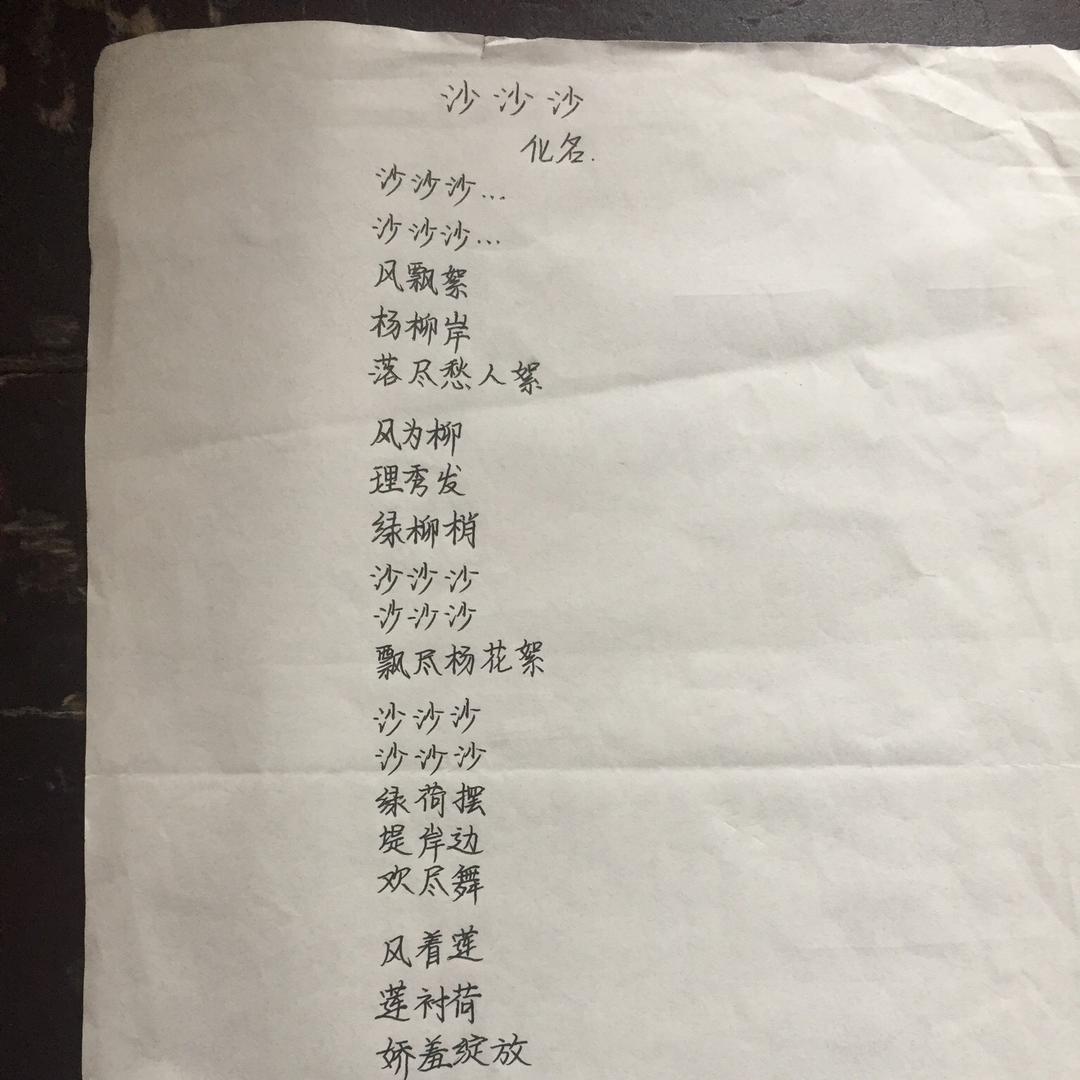 沙沙沙
化名.
沙沙沙…
沙沙沙…
风飘絮
杨柳岸
落尽愁人絮
风为柳
理秀发
绿柳梢
沙沙沙
沙沙沙
飘尽杨花絮
沙沙沙
沙沙沙
绿荷摆
堤岸边
欢尽舞
风着莲
莲衬荷
娇羞绽放